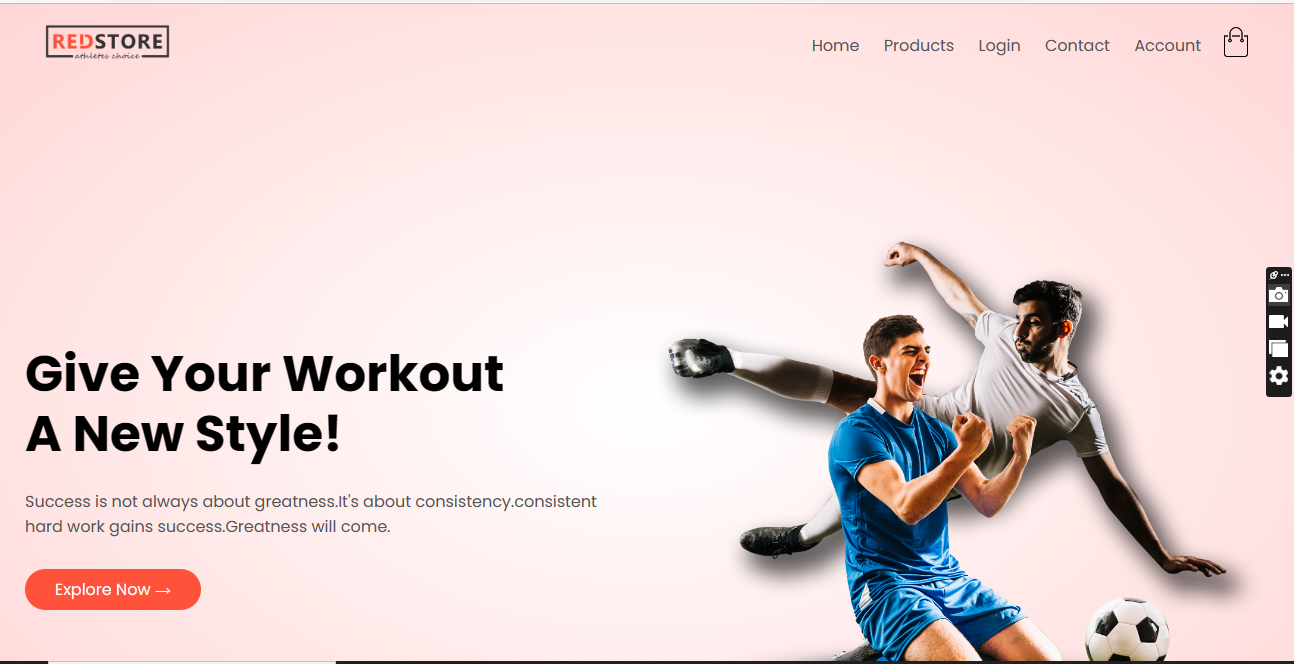 REDSTORE
athletes choice
Home Products Login Contact Account
Give Your Workout
A New Style!
Success is not always about greatness.It's about consistency.consistent
hard work gains success.Greatness will come.
Explore Now →